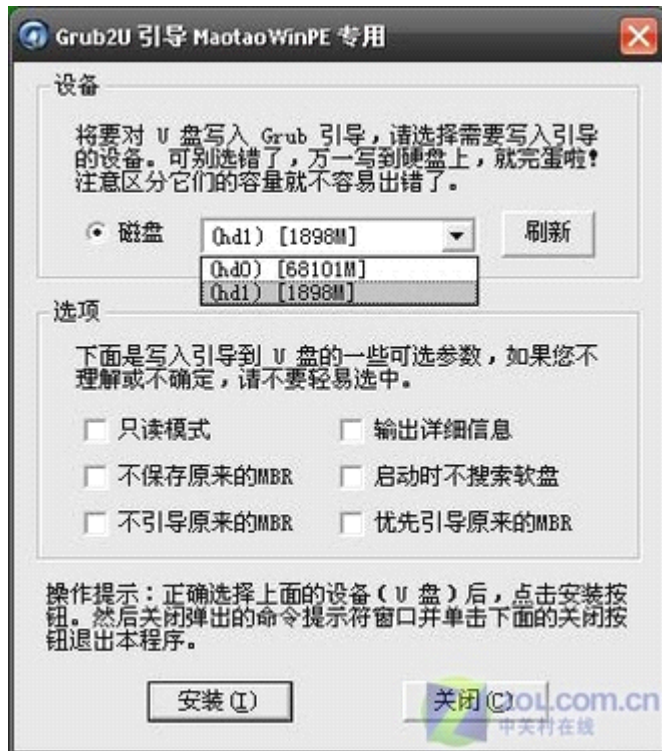 Grub2U 引导 MaotaoWinPE 专用
设备
将要对 U 盘写入 Grub 引导，请选择需要写入引导
的设备。可别选错了，万一写到硬盘上，就完蛋啦！
注意区分它们的容量就不容易出错了。
磁盘 (hd1) [1898M] 刷新
(hd0) [68101M]
(hd1) [1898M]
选项
下面是写入引导到 U 盘的一些可选参数，如果您不
理解或不确定，请不要轻易选中。
只读模式 输出详细信息
不保存原来的MBR 启动时不搜索软盘
不引导原来的MBR 优先引导原来的MBR
操作提示：正确选择上面的设备（U 盘）后，点击安装按
钮。然后关闭弹出的命令提示符窗口并单击下面的关闭按
钮退出本程序。
安装(I) 关闭(C)
zol.com.cn
中关村在线